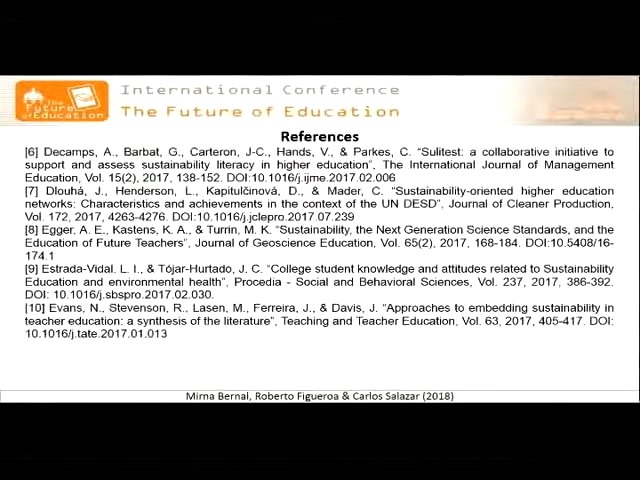 The
Future
of Education
International Conference
The Future of Education
References
[6] Decamps, A., Barbat, G., Carteron, J-C., Hands, V., & Parkes, C. “Sulitest: a collaborative initiative to
support and assess sustainability literacy in higher education”, The International Journal of Management
Education, Vol. 15(2), 2017, 138-152. DOI:10.1016/j.ijme.2017.02.006
[7] Dlouhá, J., Henderson, L., Kapitulčinová, D., & Mader, C. “Sustainability-oriented higher education
networks: Characteristics and achievements in the context of the UN DESD”, Journal of Cleaner Production,
Vol. 172, 2017, 4263-4276. DOI:10.1016/j.jclepro.2017.07.239
[8] Egger, A. E., Kastens, K. A., & Turrin, M. K. “Sustainability, the Next Generation Science Standards, and the
Education of Future Teachers”, Journal of Geoscience Education, Vol. 65(2), 2017, 168-184. DOI:10.5408/16-
174.1
[9] Estrada-Vidal. L. I., & Tójar-Hurtado, J. C. “College student knowledge and attitudes related to Sustainability
Education and environmental health”, Procedia - Social and Behavioral Sciences, Vol. 237, 2017, 386-392.
DOI: 10.1016/j.sbspro.2017.02.030.
[10] Evans, N., Stevenson, R., Lasen, M., Ferreira, J., & Davis, J. “Approaches to embedding sustainability in
teacher education: a synthesis of the literature”, Teaching and Teacher Education, Vol. 63, 2017, 405-417. DOI:
10.1016/j.tate.2017.01.013
Mirna Bernal, Roberto Figueroa & Carlos Salazar (2018)